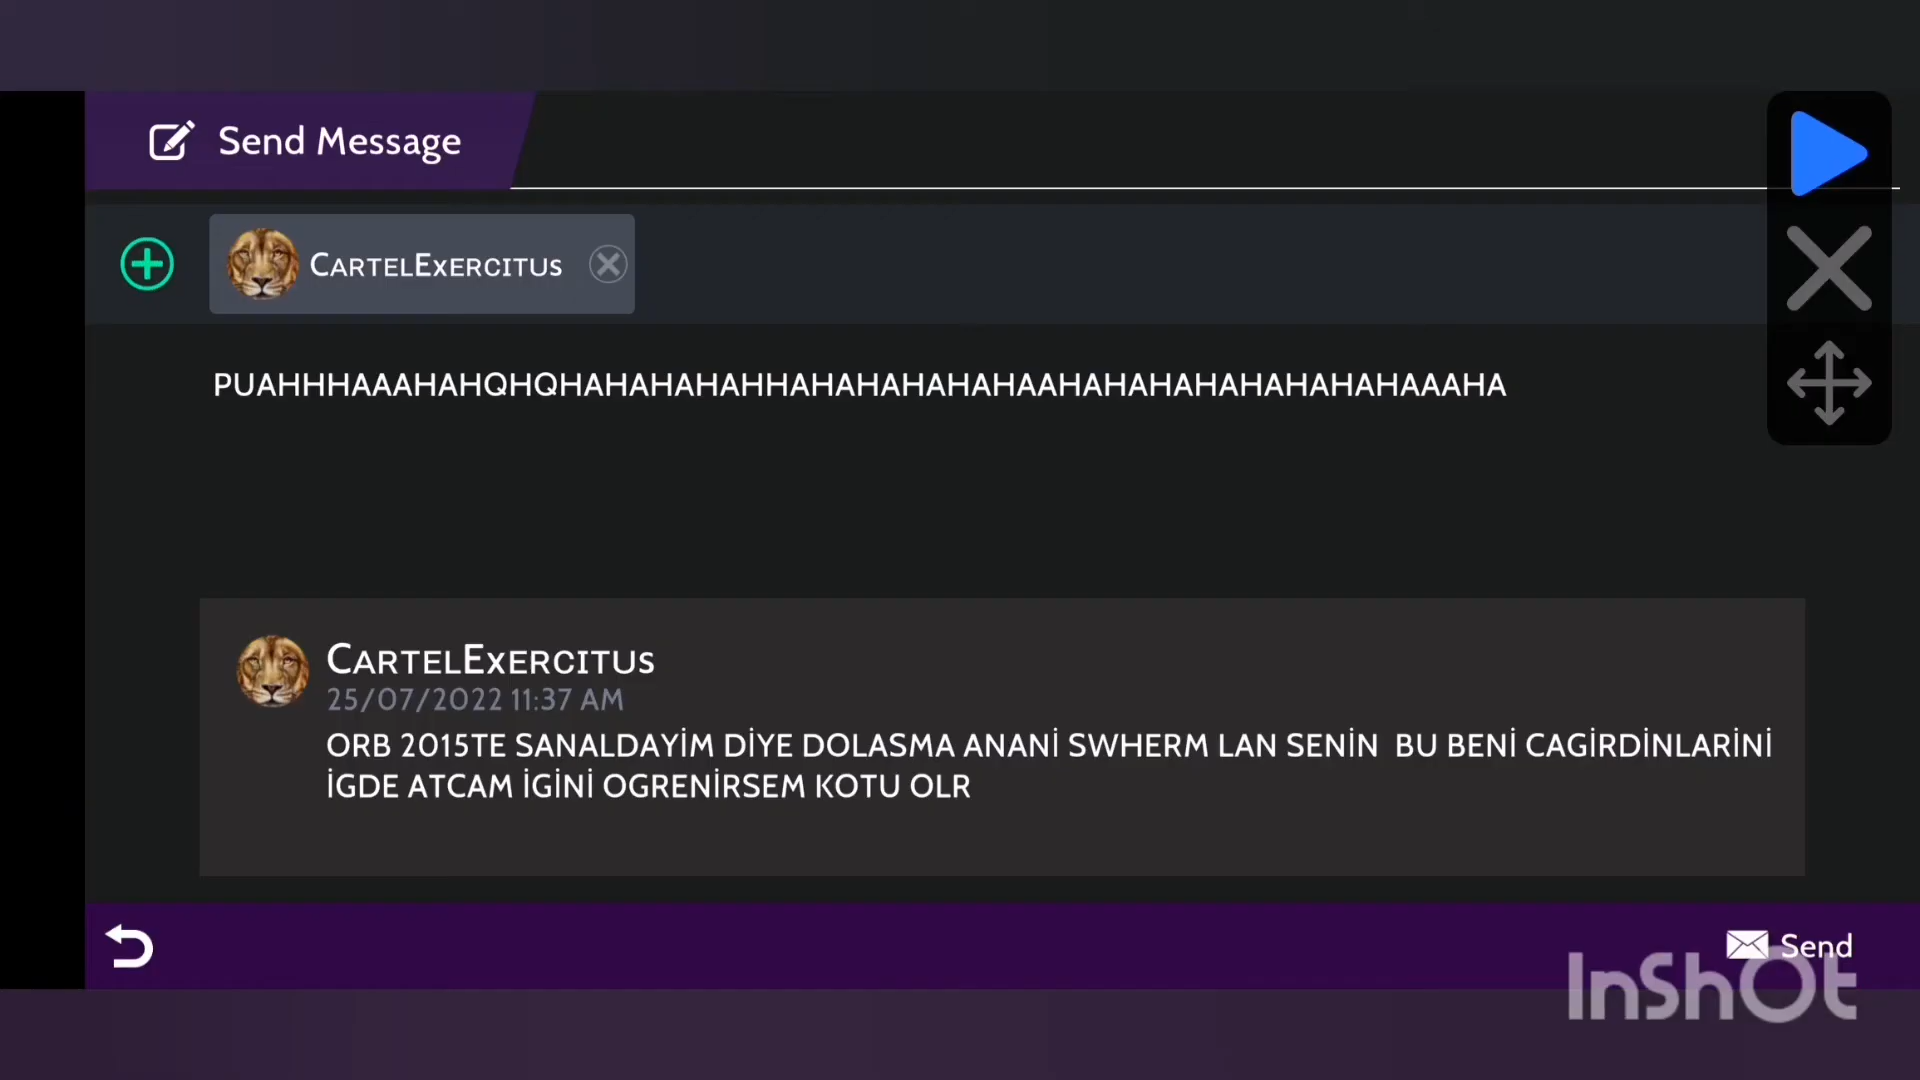 Send Message
CARTELEXERCITUS
PUAHHHAAAHAHQHQHAHAHAHAHHAHAHAHAHAHAAHAHAHAHAHAHAHAHAAAHA
CARTELEXERCITUS
25/07/2022 11:37 AM
ORB 2015TE SANALDAYİM DİYE DOLASMA ANANİ SWHERM LAN SENİN BU BENİ CAGİRDİNLARİNİ
İGDE ATCAM İGİNİ OGRENİRSEM KOTU OLR
Send
InShOt